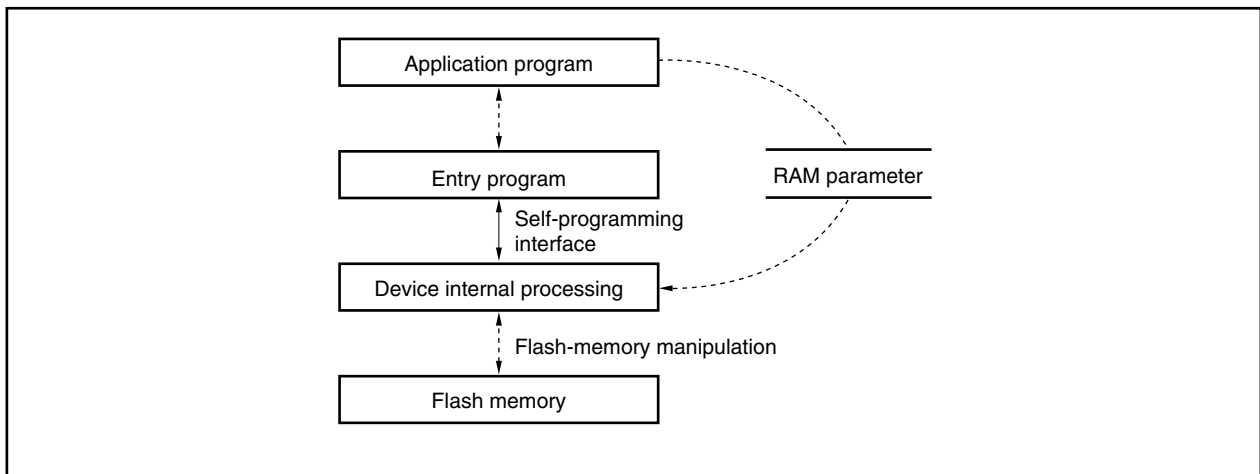 Application program
Entry program
RAM parameter
Self-programming
interface
Device internal processing
Flash-memory manipulation
Flash memory